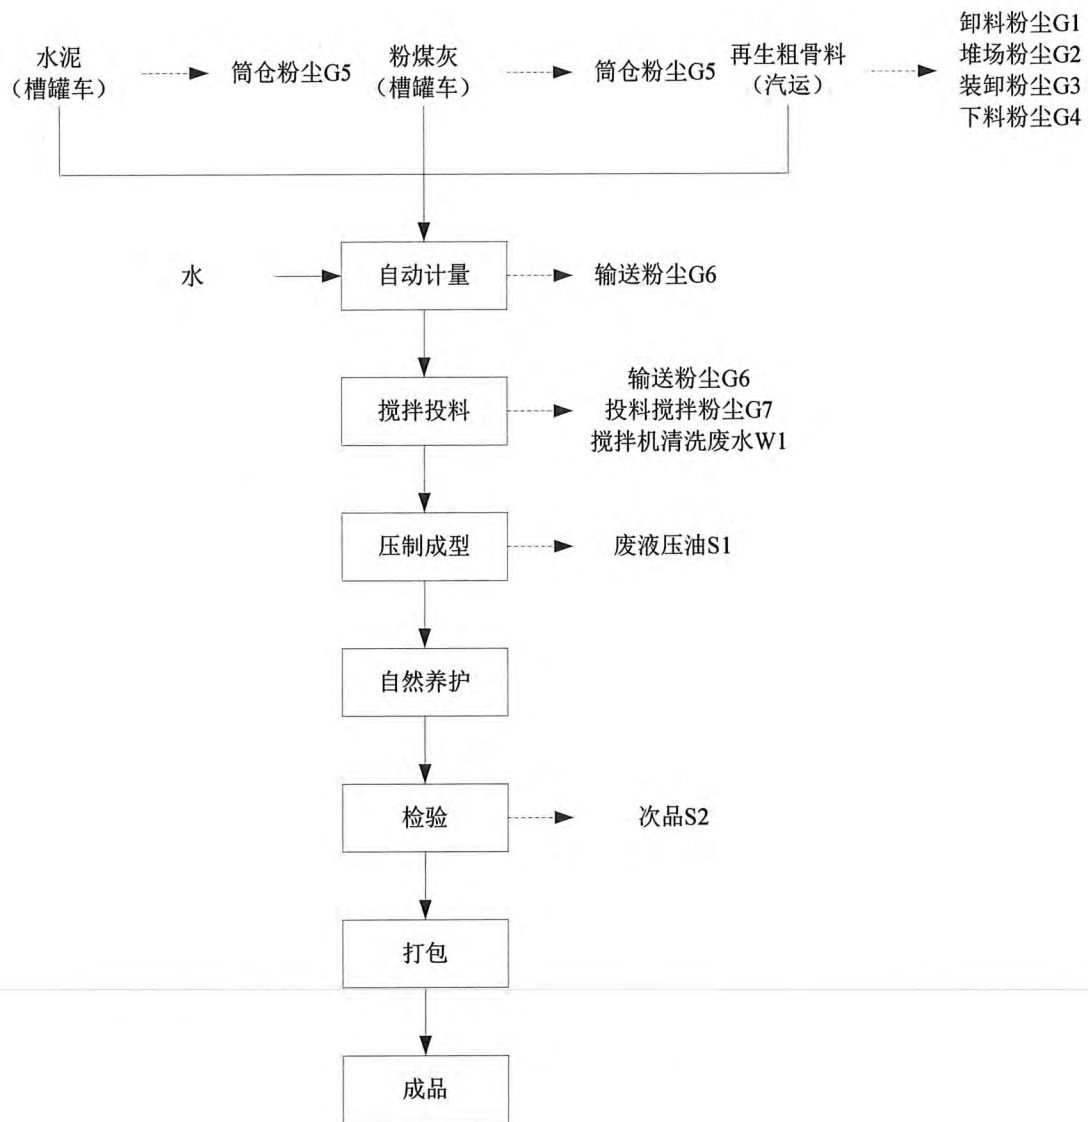 水泥
（槽罐车）
筒仓粉尘G5
粉煤灰
（槽罐车）
筒仓粉尘G5
再生粗骨料
（汽运）
卸料粉尘G1
堆场粉尘G2
装卸粉尘G3
下料粉尘G4
水
自动计量
输送粉尘G6
搅拌投料
输送粉尘G6
投料搅拌粉尘G7
搅拌机清洗废水W1
压制成型
废液压油S1
自然养护
检验
次品S2
打包
成品